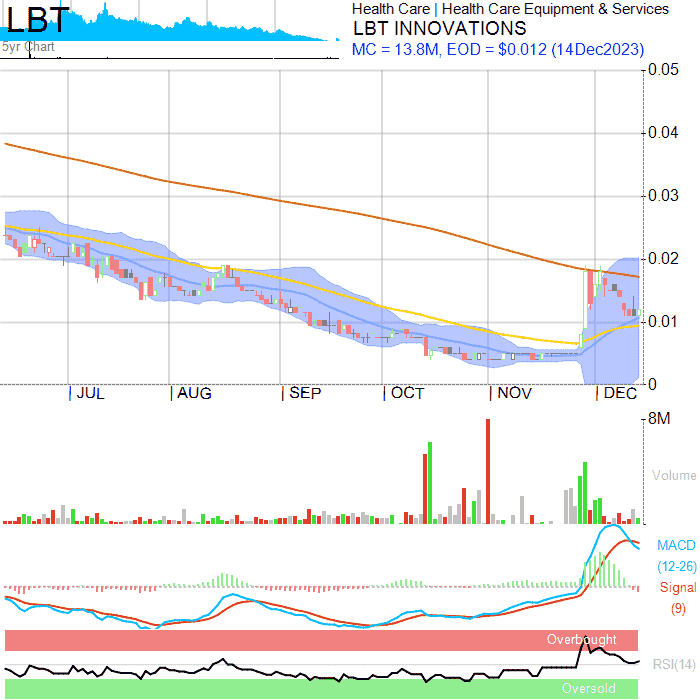 LBT
5yr Chart
Health Care | Health Care Equipment & Services
LBT INNOVATIONS
MC = 13.8M, EOD = $0.012 (14Dec2023)
0.05
0.04
0.03
0.02
0.01
0
|JUL |AUG |SEP |OCT |NOV |DEC
8M
Volume
MACD
(12-26)
Signal
(9)
Overbought
RSI(14)
Oversold